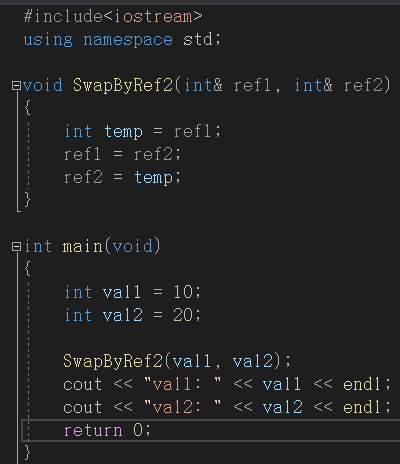 #include<iostream>
using namespace std;
void SwapByRef2(int& ref1, int& ref2)
{
int temp = ref1;
ref1 = ref2;
ref2 = temp;
}
int main(void)
{
int val1 = 10;
int val2 = 20;
SwapByRef2(val1, val2);
cout << "val1: " << val1 << endl;
cout << "val2: " << val2 << endl;
return 0;
}